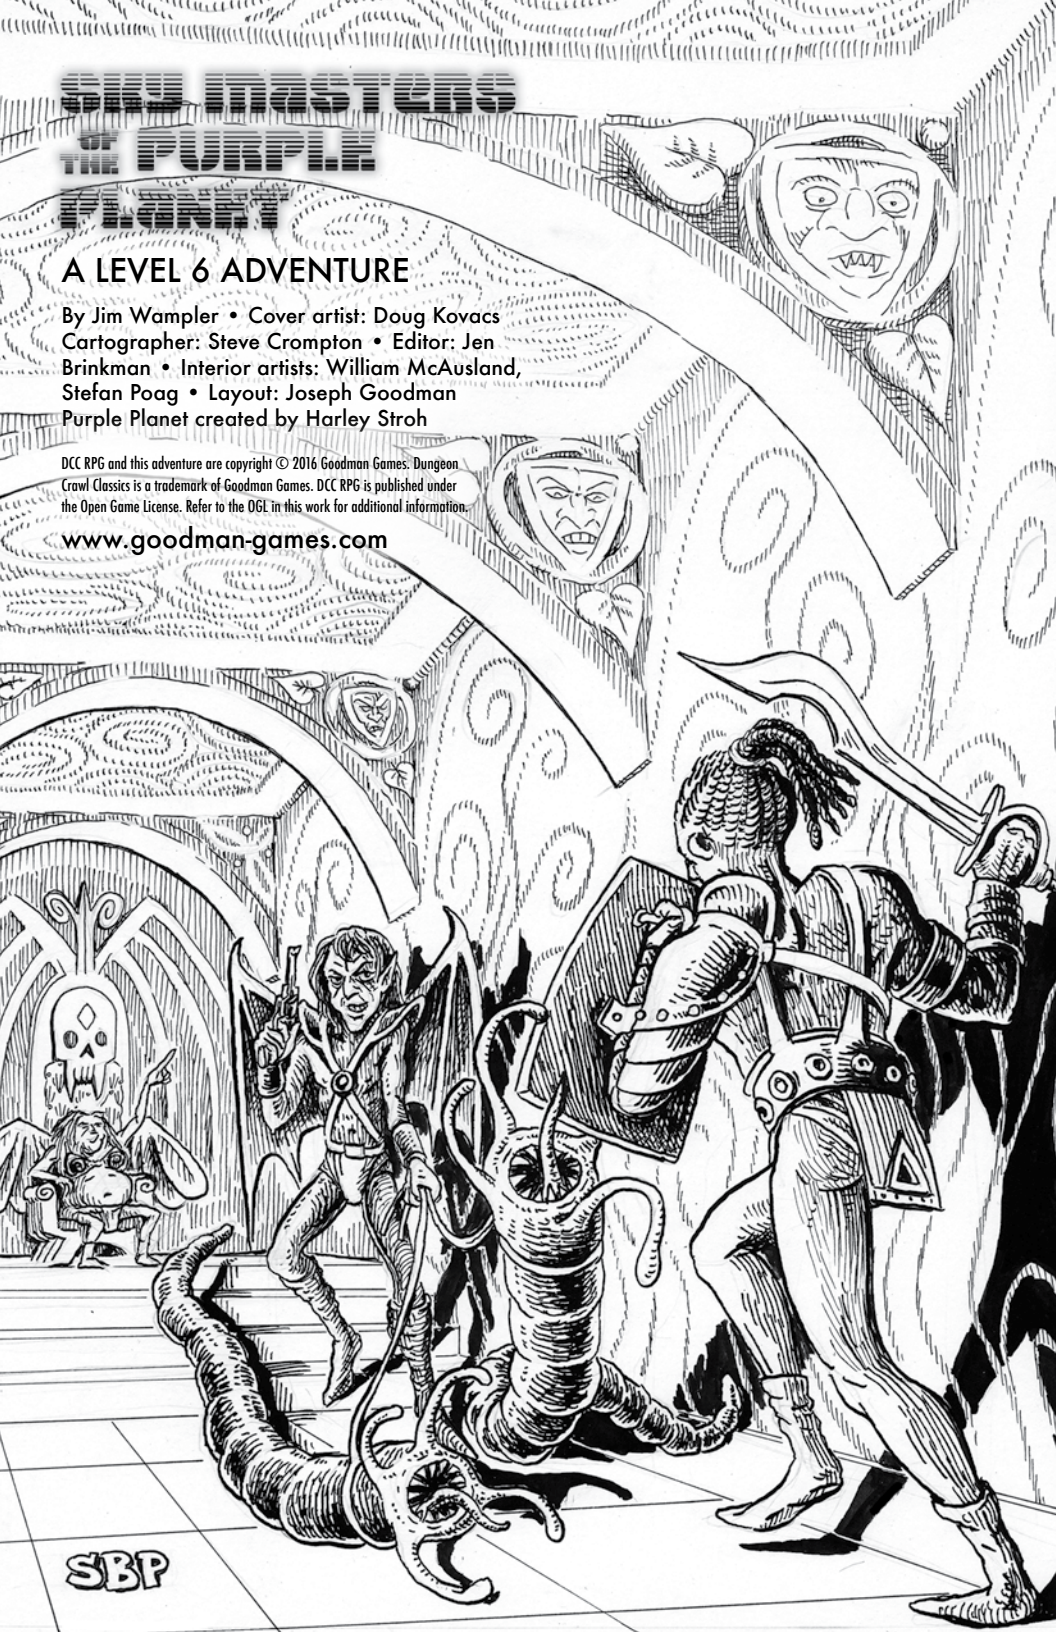 SKY MASTERS
OF
THE PURPLE
PLANET
A LEVEL 6 ADVENTURE
By Jim Wampler • Cover artist: Doug Kovacs
Cartographer: Steve Crompton • Editor: Jen
Brinkman • Interior artists: William McAusland,
Stefan Poag • Layout: Joseph Goodman
Purple Planet created by Harley Stroh
DCC RPG and this adventure are copyright © 2016 Goodman Games. Dungeon
Crawl Classics is a trademark of Goodman Games. DCC RPG is published under
the Open Game License. Refer to the OGL in this work for additional information.
www.goodman-games.com
SBP